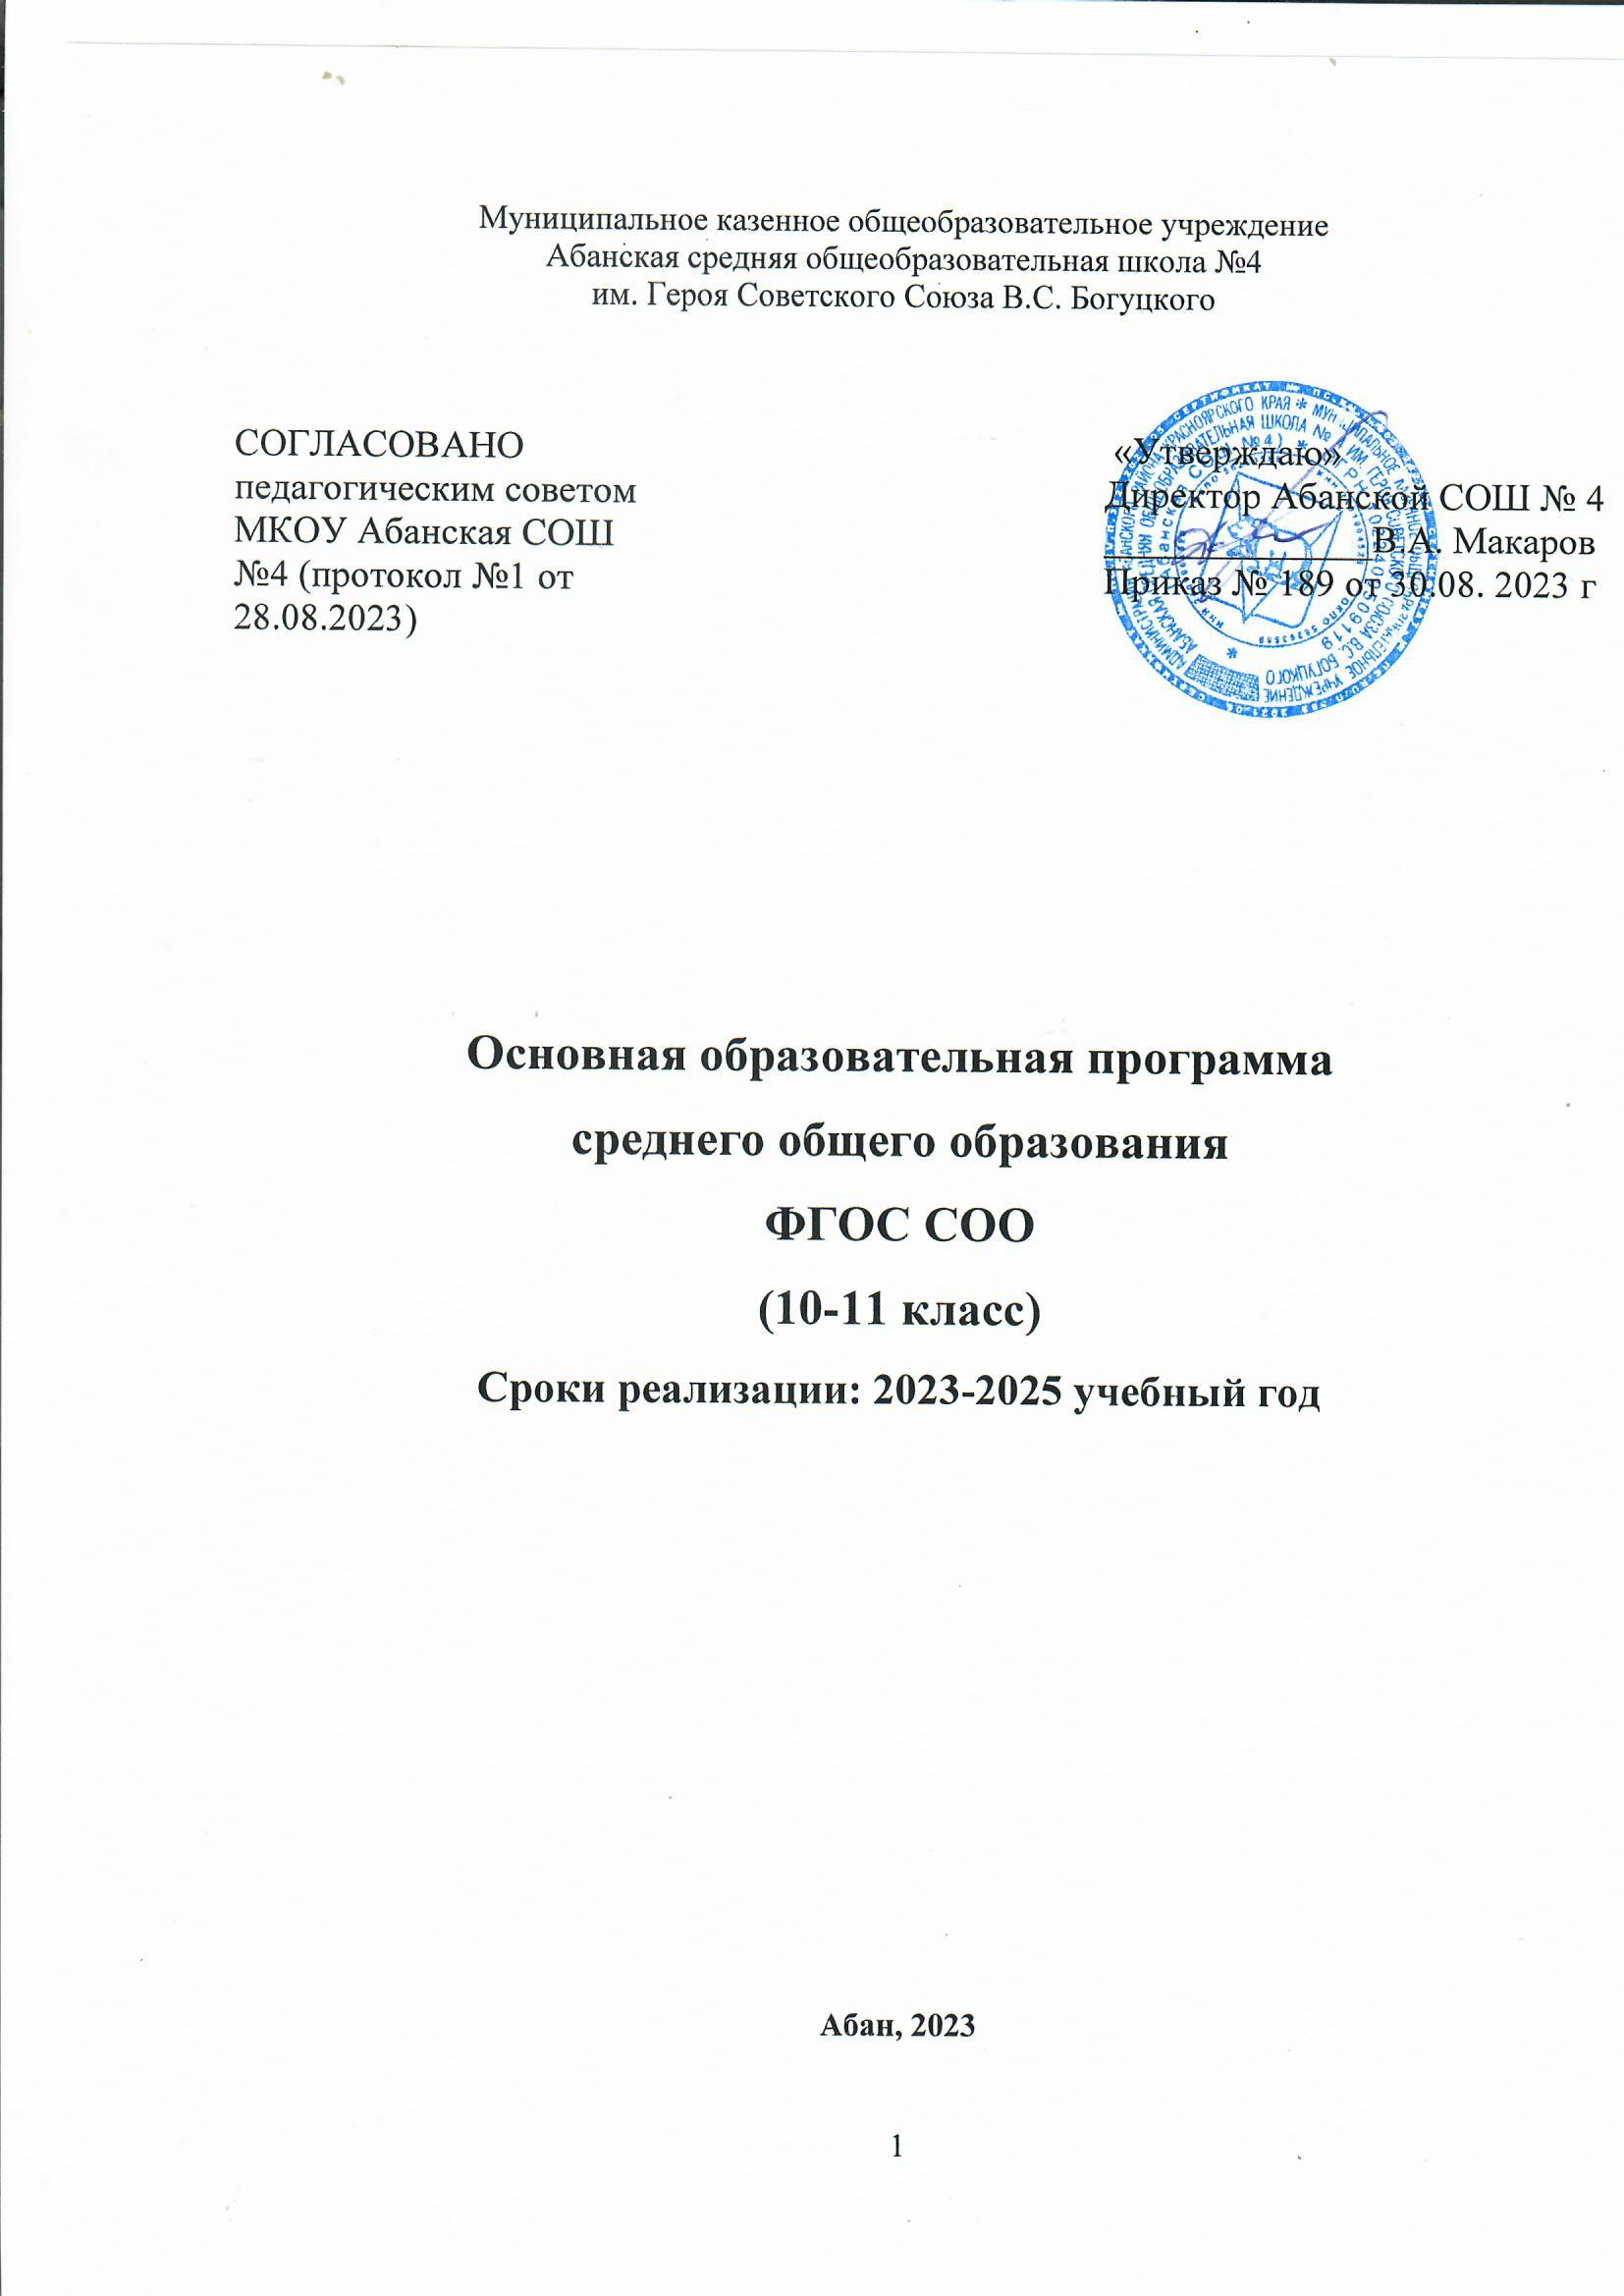 Муниципальное казенное общеобразовательное учреждение
Абанская средняя общеобразовательная школа №4
им. Героя Советского Союза В.С. Богуцкого
СОГЛАСОВАНО
педагогическим советом
МКОУ Абанская СОШ
№4 (протокол №1 от
28.08.2023)
«Утверждаю»
Директор Абанской СОШ № 4
______________В.А. Макаров
Приказ № 189 от 30.08. 2023 г
Основная образовательная программа
среднего общего образования
ФГОС СОО
(10-11 класс)
Сроки реализации: 2023-2025 учебный год
Абан, 2023
1